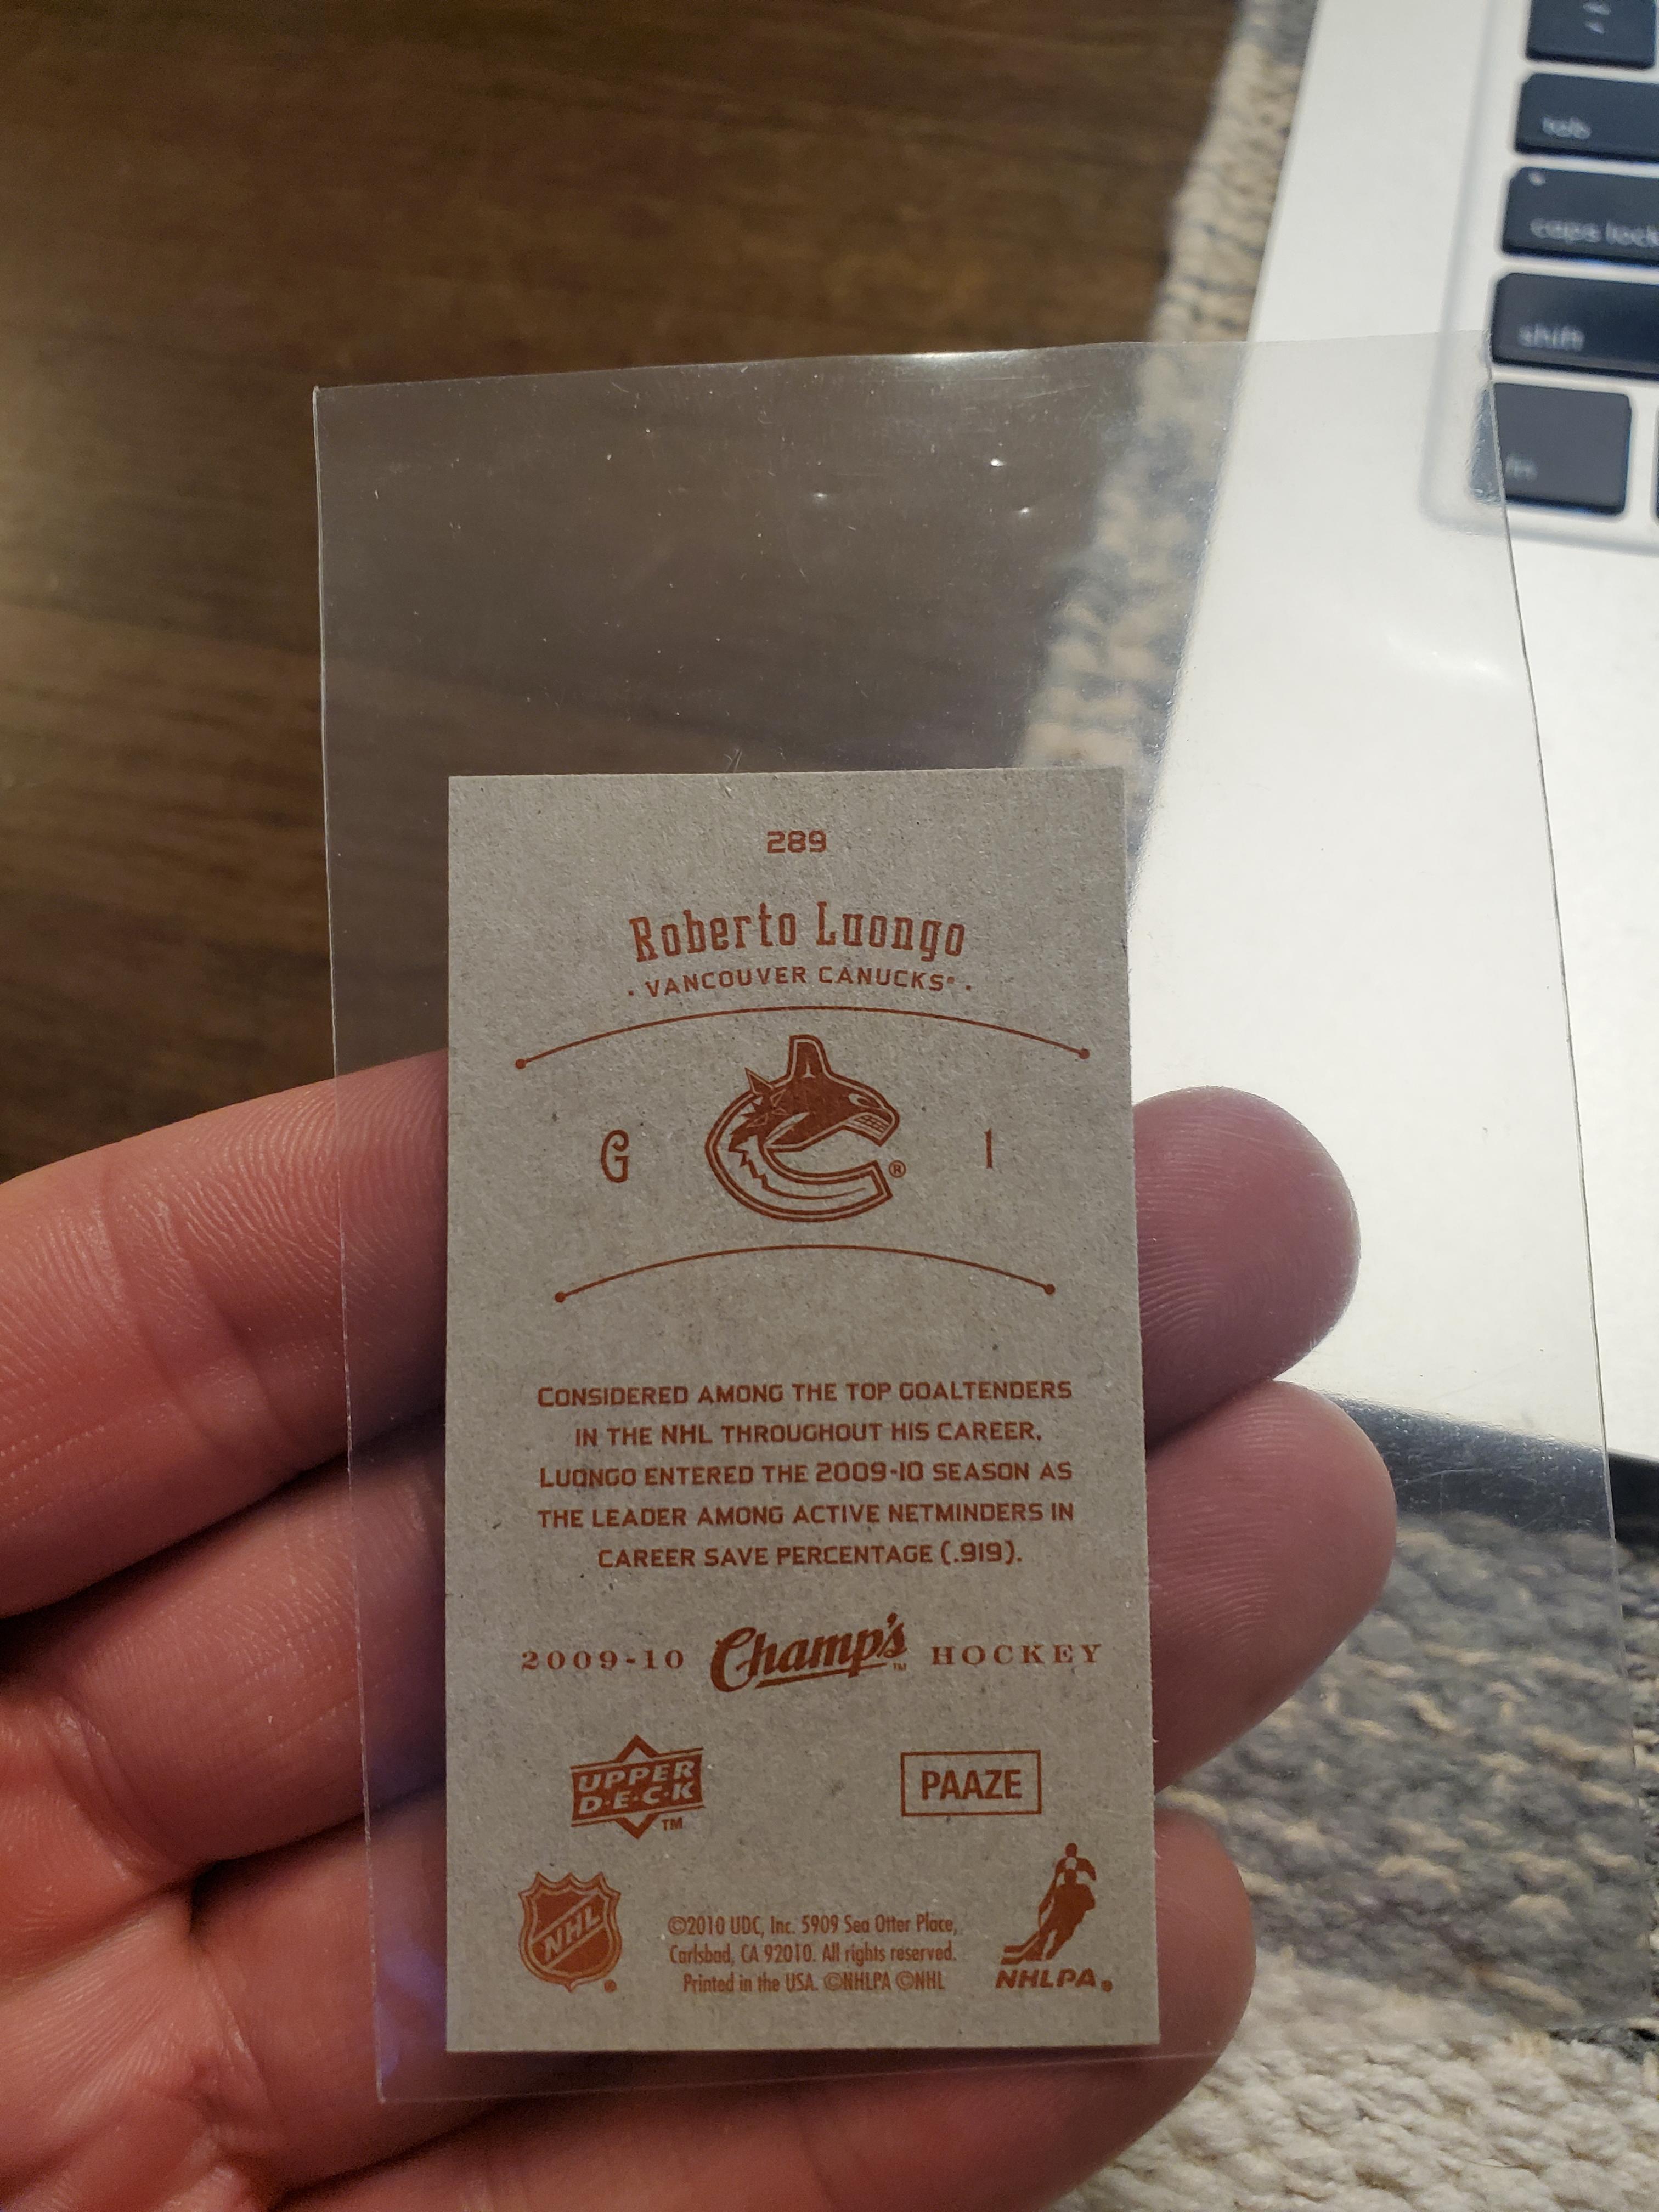 tab
caps lock
shift
fn
289
Roberto Luongo
· VANCOUVER CANUCKS® ·
G
®
1
CONSIDERED AMONG THE TOP GOALTENDERS
IN THE NHL THROUGHOUT HIS CAREER,
LUONGO ENTERED THE 2009-10 SEASON AS
THE LEADER AMONG ACTIVE NETMINDERS IN
CAREER SAVE PERCENTAGE (.919).
2009-10 Champ's™ HOCKEY
UPPER
D·E·C·K
™
PAAZE
NHL
©2010 UDC, Inc. 5909 Sea Otter Place,
Carlsbad, CA 92010. All rights reserved.
Printed in the USA. ©NHLPA ©NHL
NHLPA®